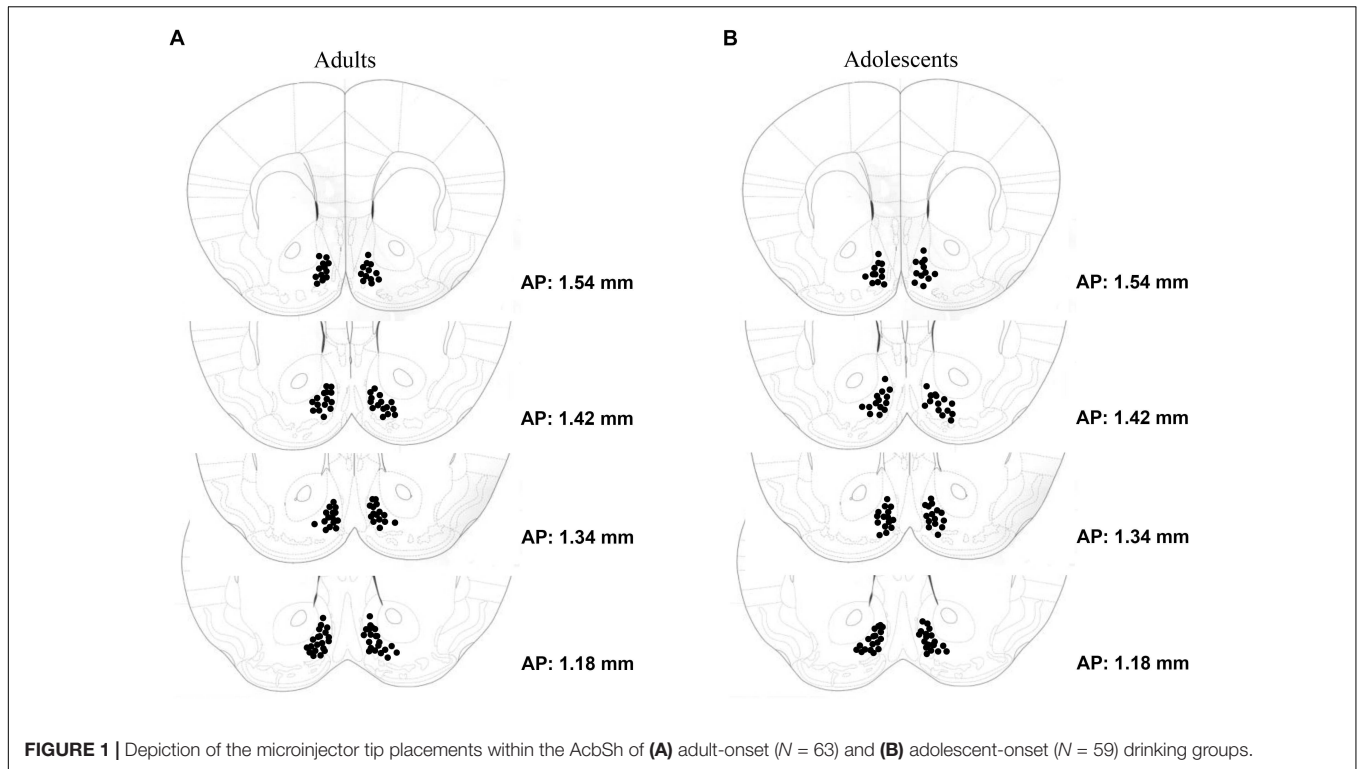 A
Adults
AP: 1.54 mm
AP: 1.42 mm
AP: 1.34 mm
AP: 1.18 mm
B
Adolescents
AP: 1.54 mm
AP: 1.42 mm
AP: 1.34 mm
AP: 1.18 mm
FIGURE 1 | Depiction of the microinjector tip placements within the AcbSh of (A) adult-onset (N = 63) and (B) adolescent-onset (N = 59) drinking groups.